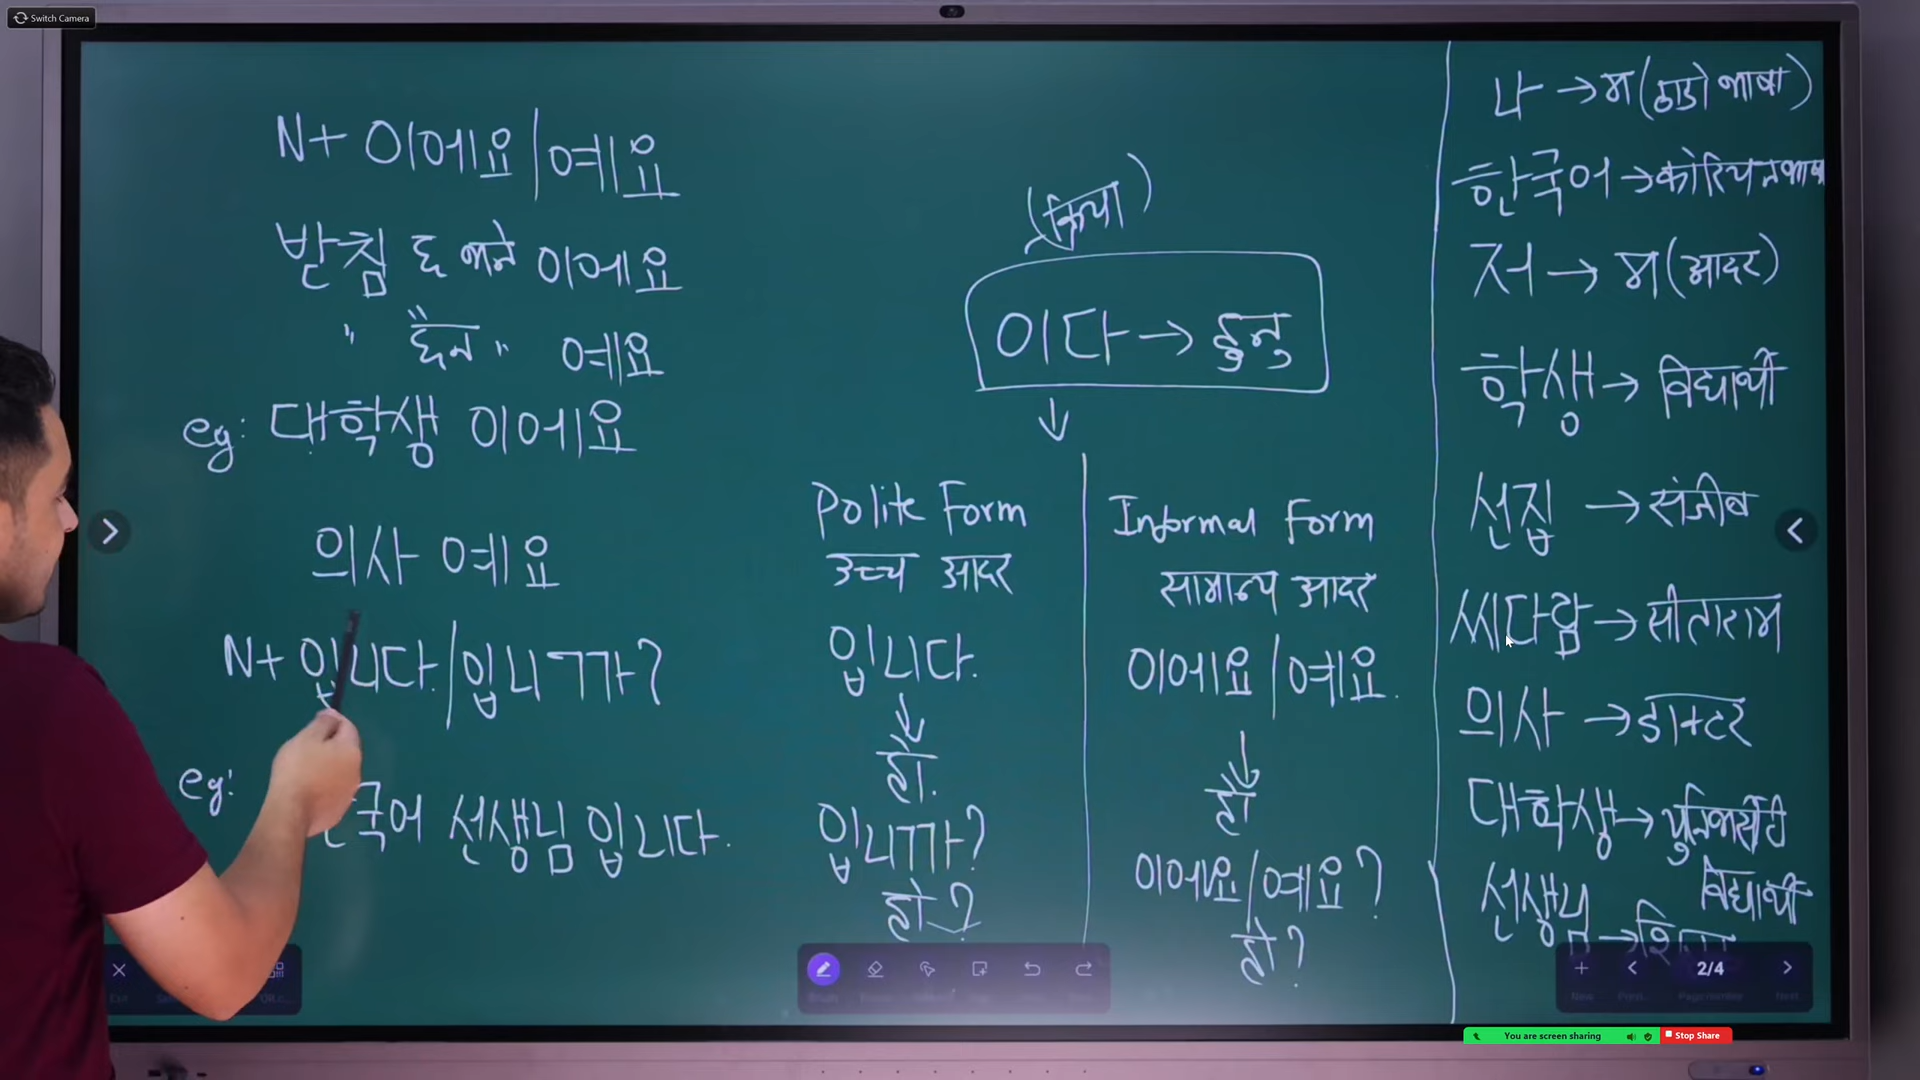 Switch Camera
N+ 이에요/예요
받침 छ भने 이에요
" छैन " 예요
eg: 대학생 이에요
의사 예요
N+ 입니다/입니까?
eg:
국어 선생님 입니다.
(क्रिया)
이다 → हुनु
Polite Form
उच्च आदर
입니다.
हो.
입니까?
हो?
Informal Form
सामान्य आदर
이에요/예요.
हो
이에요/예요?
हो?
나 → म (ठाडो भाषा)
한국어 → कोरियन भाषा
저 → म (आदर)
학생 → विद्यार्थी
선집 → संजीव
씨다람 → सीताराम
의사 → डाक्टर
대학생 → युनिभर्सिटी
विद्यार्थी
선생님 →
2/4
You are screen sharing
Stop Share